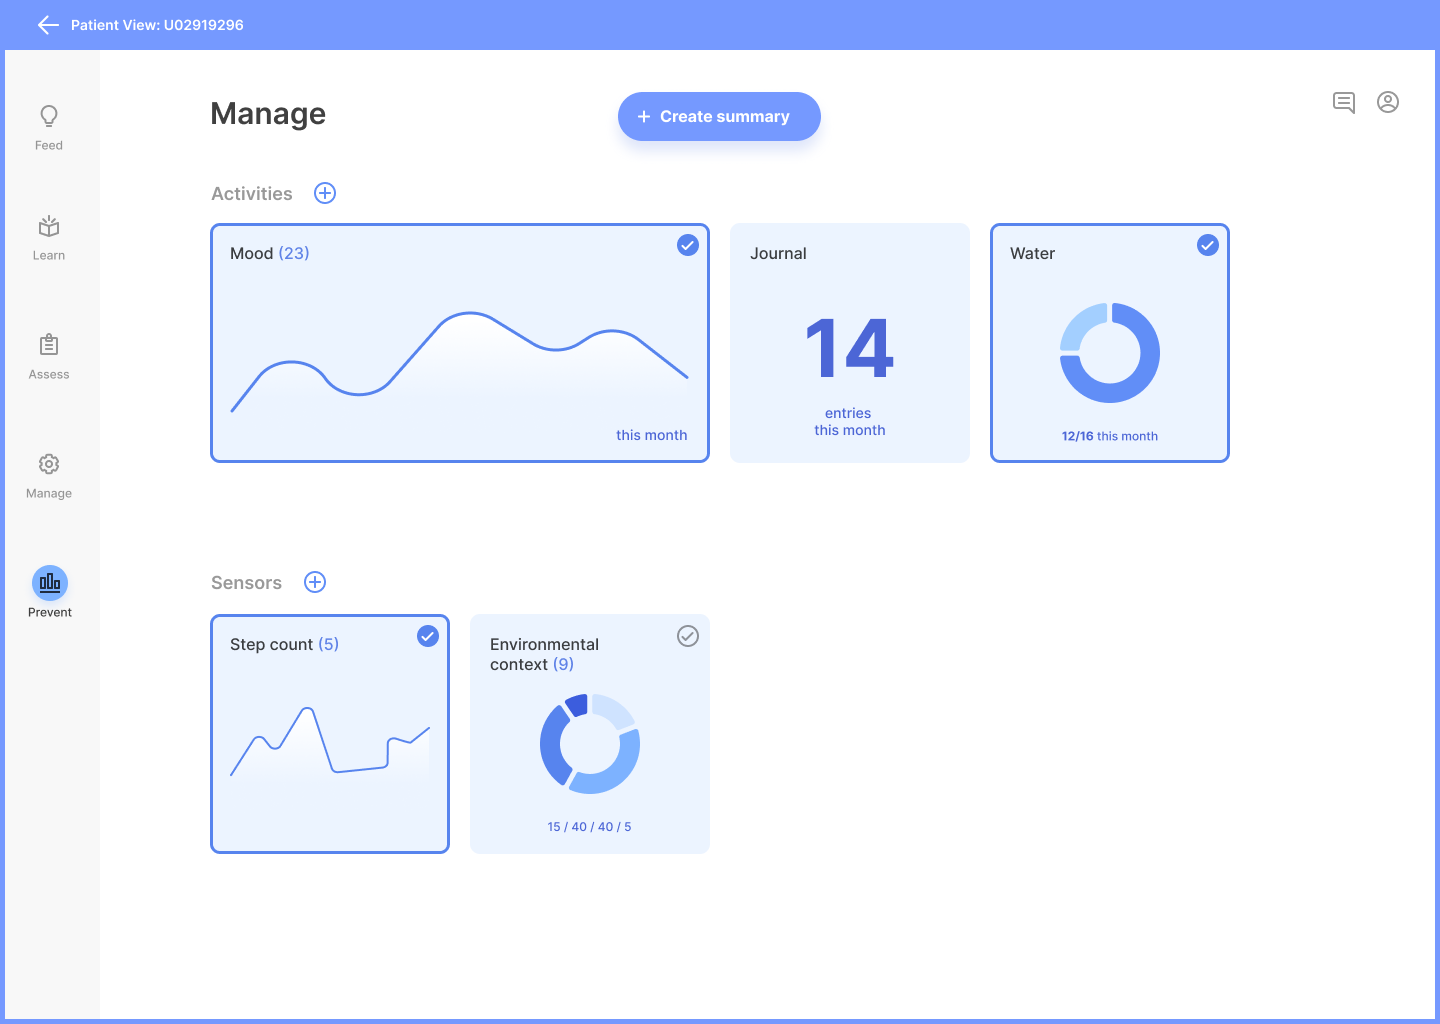 Patient View: U02919296
Manage
Create summary
Feed
Learn
Assess
Manage
Prevent
Activities
Mood (23)
this month
Journal
14
entries
this month
Water
12/16 this month
Sensors
Step count (5)
Environmental
context (9)
15 / 40 / 40 / 5